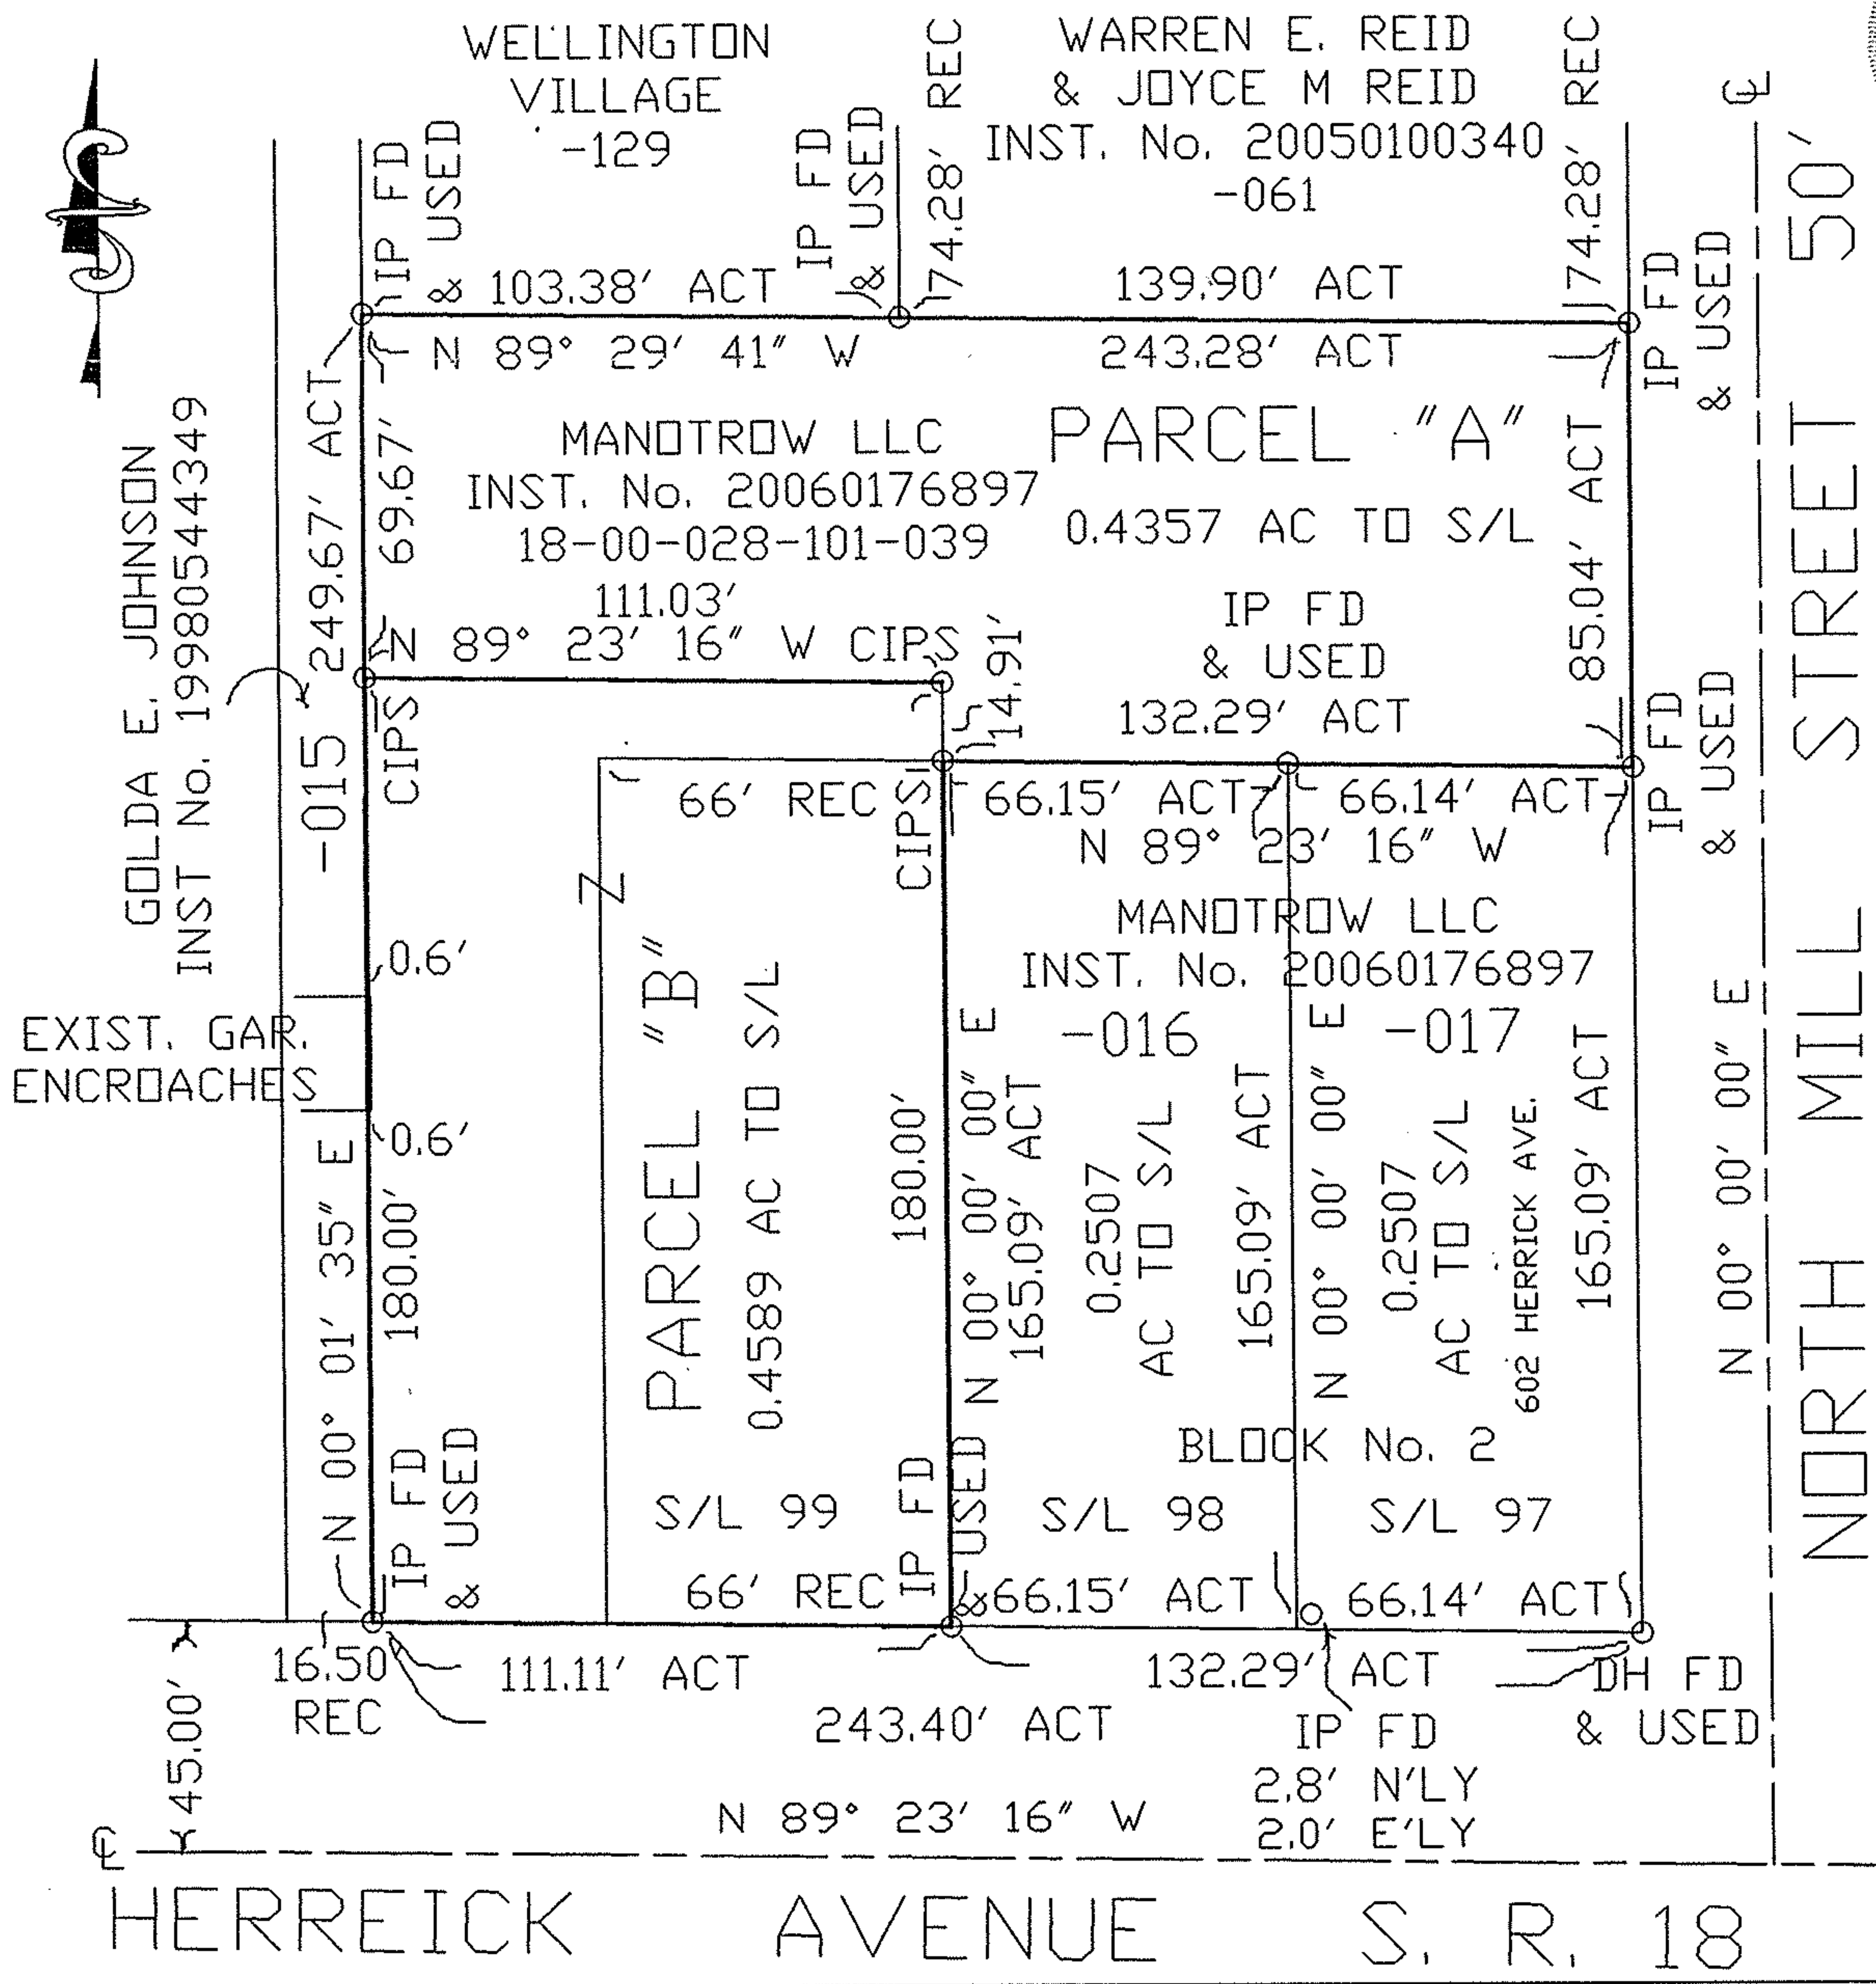 WELLINGTON
VILLAGE
-129
WARREN E. REID
& JOYCE M REID
INST. No. 20050100340
-061
IP FD
& USED
IP FD
& USED
174.28' REC
174.28' REC
IP FD
& USED
℄
103.38' ACT
139.90' ACT
N 89° 29' 41" W
243.28' ACT
249.67' ACT
69.67'
MANOTROW LLC
INST. No. 20060176897
18-00-028-101-039
PARCEL "A"
0.4357 AC TO S/L
85.04' ACT
GOLDA E. JOHNSON
INST No. 19980544349
-015
111.03'
N 89° 23' 16" W
CIPS
CIPS
14.91'
IP FD
& USED
132.29' ACT
IP FD
& USED
66' REC
CIPS
66.15' ACT
66.14' ACT
N 89° 23' 16" W
MANOTROW LLC
INST. No. 20060176897
-016
-017
0.6'
EXIST. GAR.
ENCROACHES
0.6'
N 00° 01' 35" E
180.00'
PARCEL "B"
0.4589 AC TO S/L
180.00'
N 00° 00' 00" E
165.09' ACT
0.2507
AC TO S/L
165.09' ACT
N 00° 00' 00" E
0.2507
AC TO S/L
602 HERRICK AVE.
165.09' ACT
N 00° 00' 00" E
NORTH MILL STREET 50'
BLOCK No. 2
IP FD
& USED
S/L 99
IP FD
& USED
S/L 98
S/L 97
66' REC
66.15' ACT
66.14' ACT
16.50
REC
111.11' ACT
132.29' ACT
DH FD
& USED
243.40' ACT
IP FD
2.8' N'LY
2.0' E'LY
45.00'
N 89° 23' 16" W
℄
HERREICK AVENUE S. R. 18